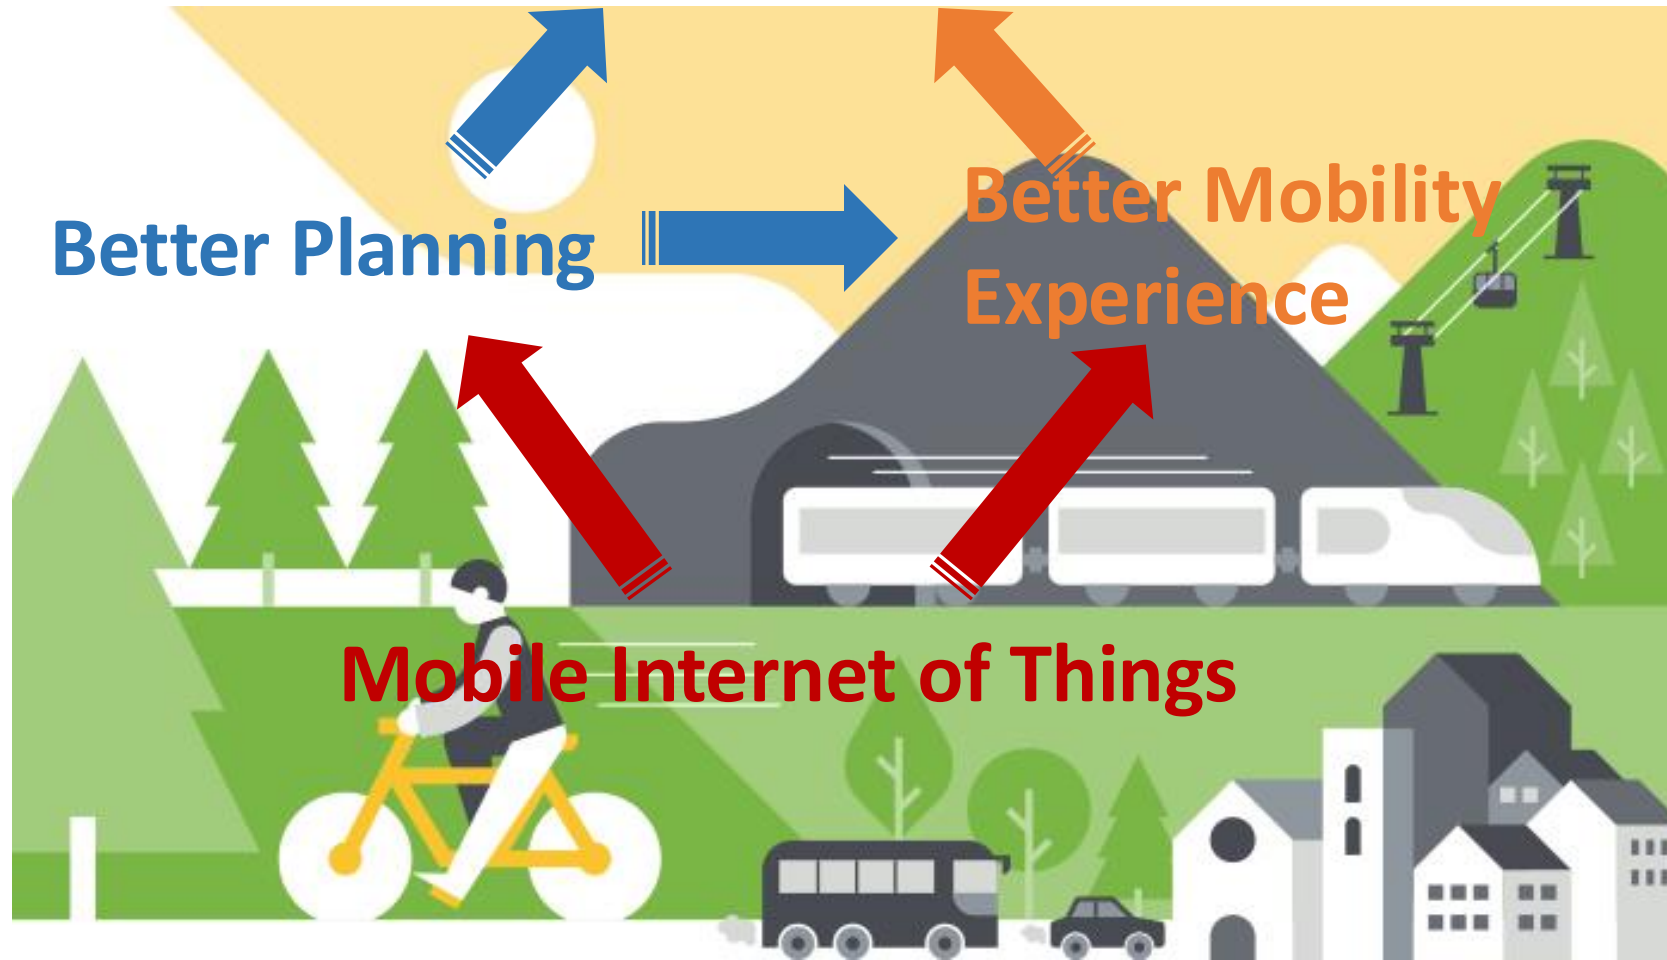 Better Planning
Better Mobility
Experience
Mobile Internet of Things